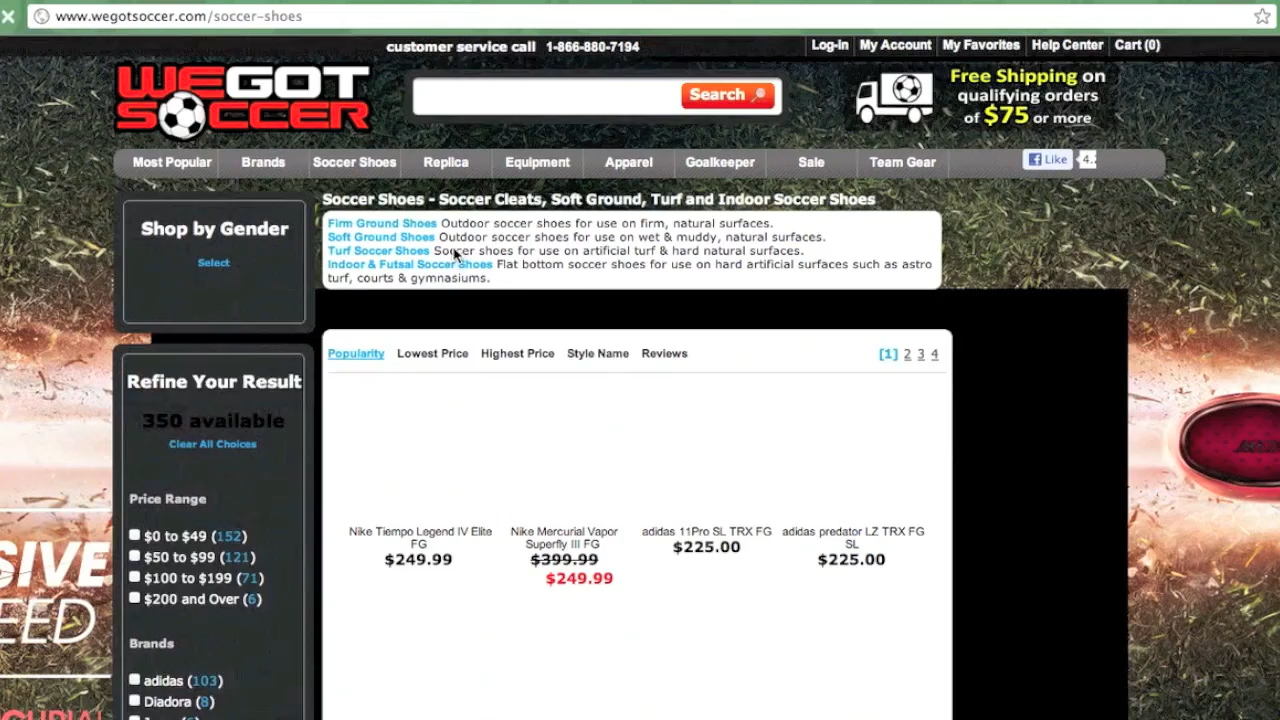 www.wegotsoccer.com/soccer-shoes
customer service call 1-866-880-7194
Log-in My Account My Favorites Help Center Cart (0)
WEGOT
SOCCER
Search
Free Shipping on
qualifying orders
of $75 or more
Most Popular Brands Soccer Shoes Replica Equipment Apparel Goalkeeper Sale Team Gear
Like
Shop by Gender
Select
Soccer Shoes - Soccer Cleats, Soft Ground, Turf and Indoor Soccer Shoes
Firm Ground Shoes Outdoor soccer shoes for use on firm, natural surfaces.
Soft Ground Shoes Outdoor soccer shoes for use on wet & muddy, natural surfaces.
Turf Soccer Shoes Soccer shoes for use on artificial turf & hard natural surfaces.
Indoor & Futsal Soccer Shoes Flat bottom soccer shoes for use on hard artificial surfaces such as astro
turf, courts & gymnasiums.
Refine Your Result
350 available
Clear All Choices
Price Range
$0 to $49 (152)
$50 to $99 (121)
$100 to $199 (71)
$200 and Over (6)
Brands
adidas (103)
Diadora (8)
Popularity Lowest Price Highest Price Style Name Reviews [1] 2 3 4
Nike Tiempo Legend IV Elite
FG
$249.99
Nike Mercurial Vapor
Superfly III FG
$399.99
$249.99
adidas 11Pro SL TRX FG
$225.00
adidas predator LZ TRX FG
SL
$225.00